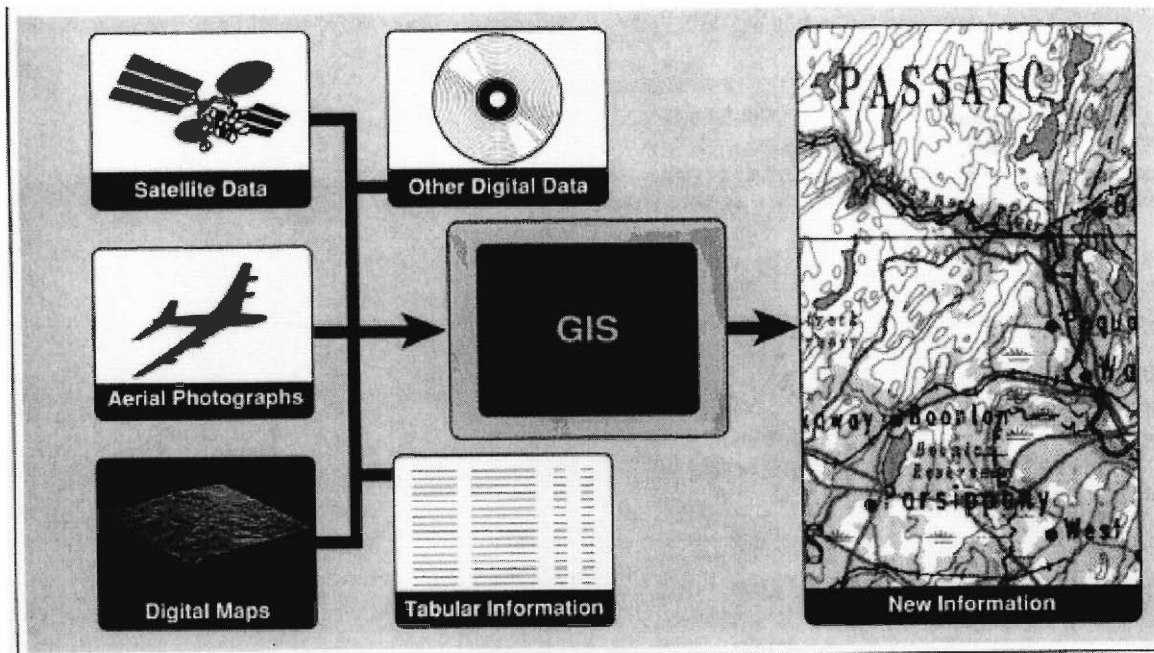 Satellite Data
Other Digital Data
Aerial Photographs
GIS
Digital Maps
Tabular Information
PASSAIC
Boonton
Parsippany
West
New Information